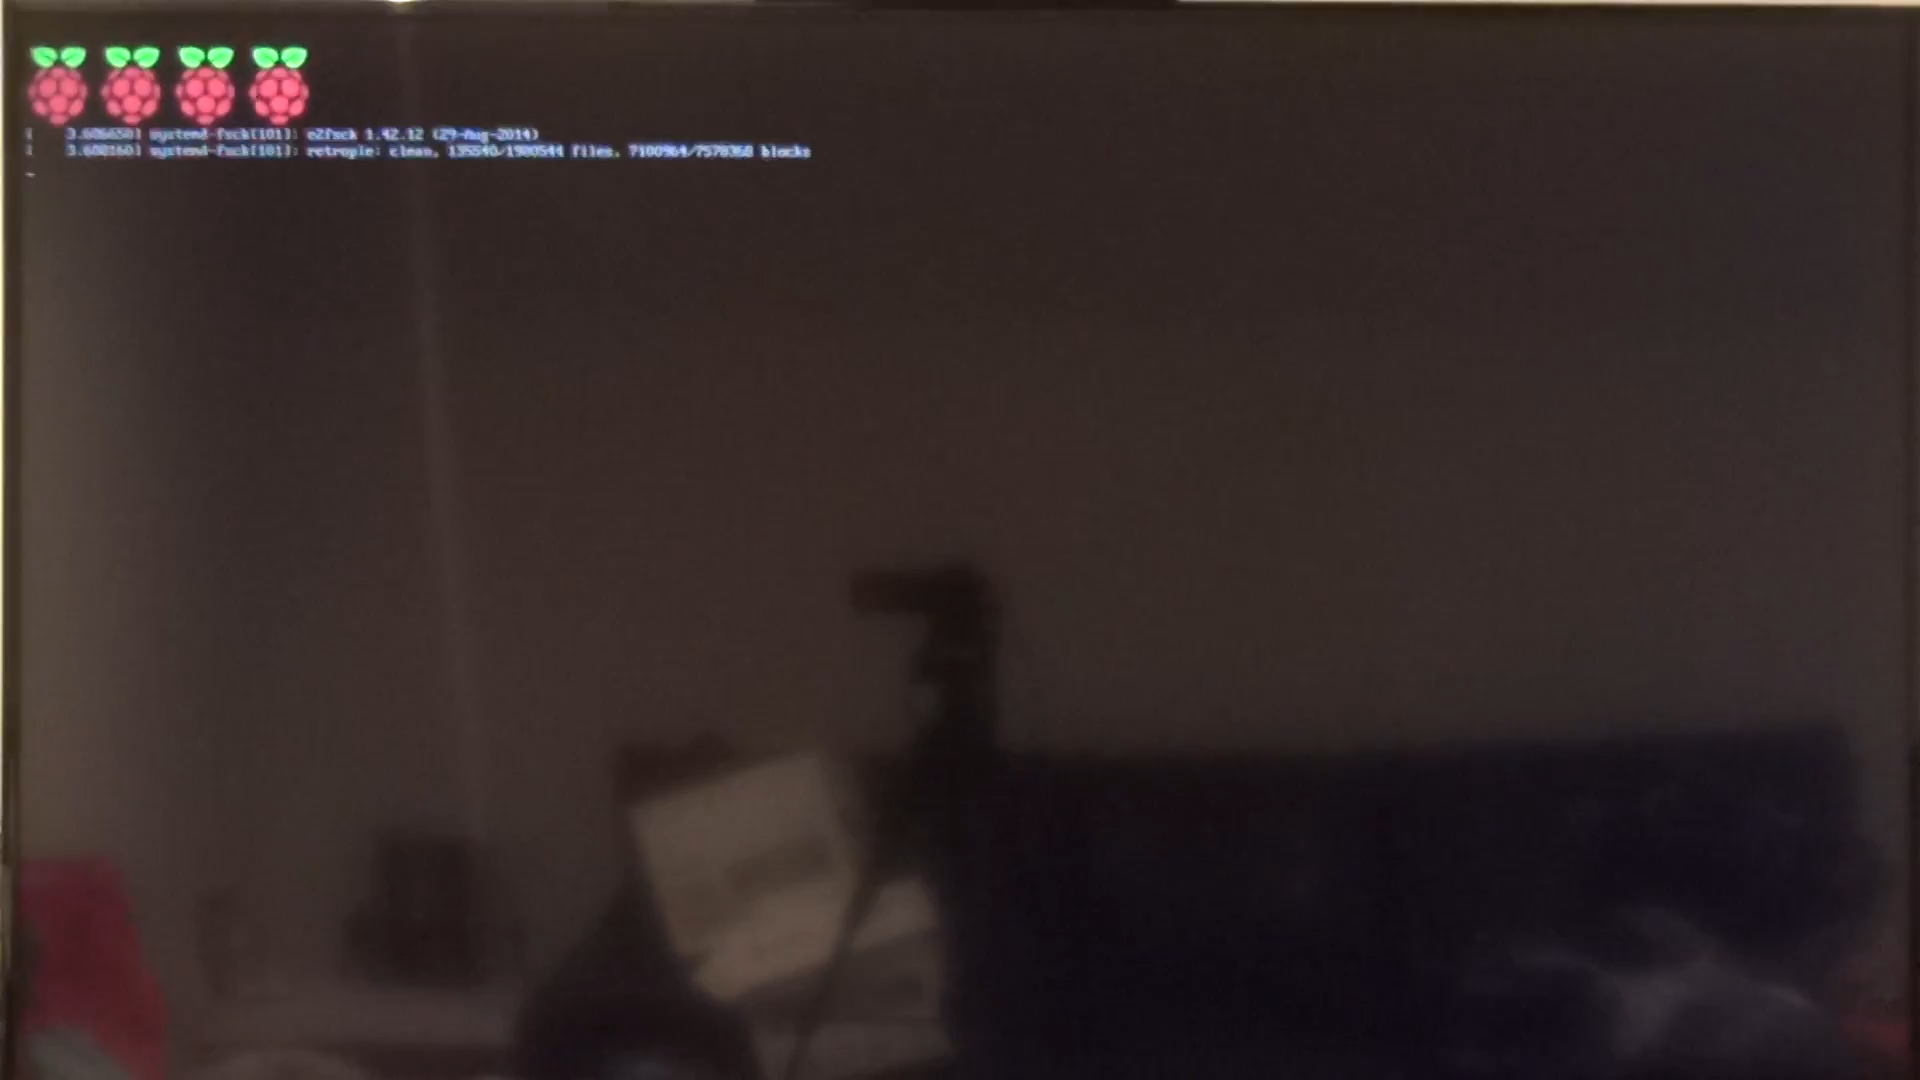 [    3.606650] systemd-fsck[101]: e2fsck 1.42.12 (29-Aug-2014)
[    3.608160] systemd-fsck[101]: retropie: clean, 135540/1900544 files, 7100964/7578368 blocks